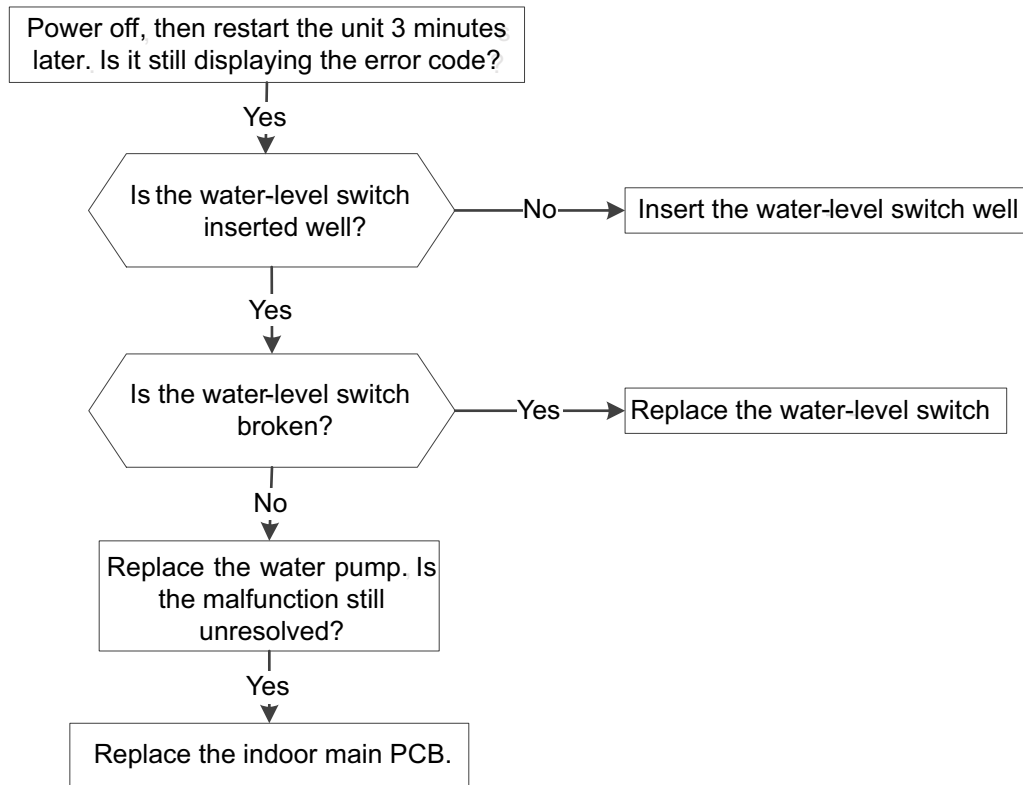 Power off, then restart the unit 3 minutes
later. Is it still displaying the error code?
Yes
Is the water-level switch
inserted well?
No
Insert the water-level switch well
Yes
Is the water-level switch
broken?
Yes
Replace the water-level switch
No
Replace the water pump. Is
the malfunction still
unresolved?
Yes
Replace the indoor main PCB.